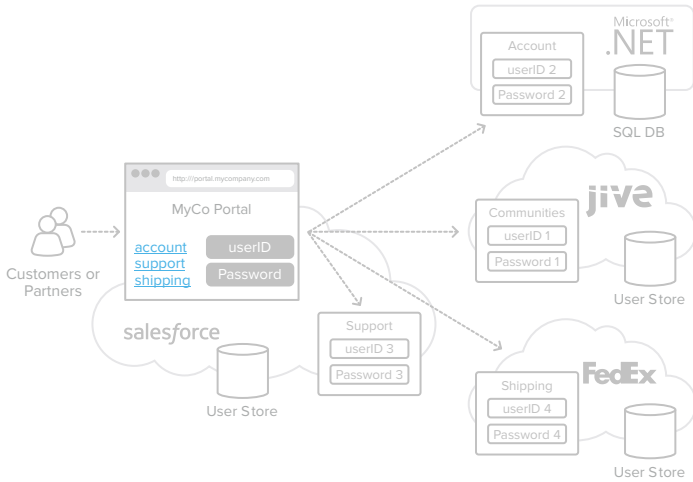 Microsoft®
.NET
Account
userID 2
Password 2
SQL DB
http:///portal.mycompany.com
MyCo Portal
account
support
shipping
userID
Password
Customers or
Partners
jive
Communities
userID 1
Password 1
User Store
salesforce
User Store
Support
userID 3
Password 3
FedEx
Shipping
userID 4
Password 4
User Store